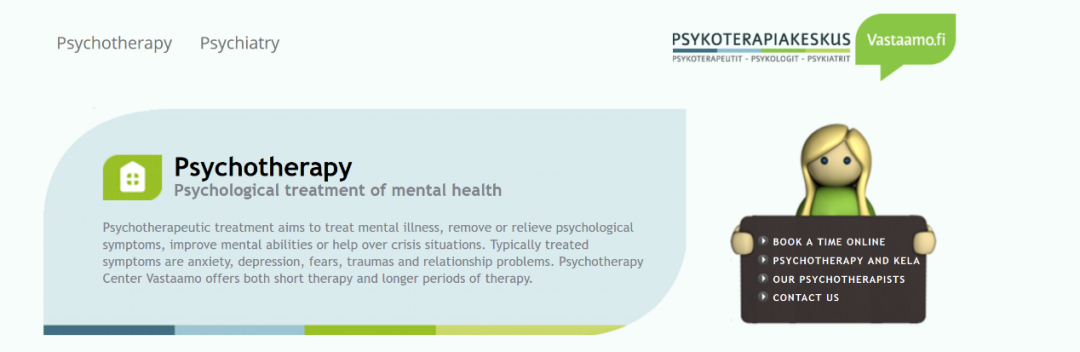 Psychotherapy
Psychiatry
PSYKOTERAPIAKESKUS
PSYKOTERAPEUTIT - PSYKOLOGIT - PSYKIATRIT
Vastaamo.fi
Psychotherapy
Psychological treatment of mental health
Psychotherapeutic treatment aims to treat mental illness, remove or relieve psychological
symptoms, improve mental abilities or help over crisis situations. Typically treated
symptoms are anxiety, depression, fears, traumas and relationship problems. Psychotherapy
Center Vastaamo offers both short therapy and longer periods of therapy.
BOOK A TIME ONLINE
PSYCHOTHERAPY AND KELA
OUR PSYCHOTHERAPISTS
CONTACT US